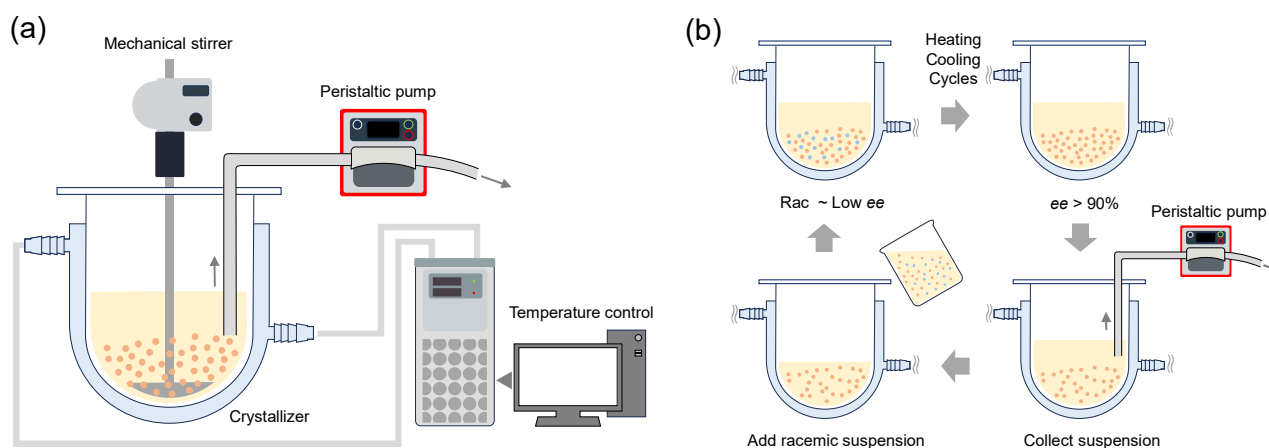 (a)
Mechanical stirrer
Peristaltic pump
Temperature control
Crystallizer
(b)
Heating
Cooling
Cycles
Rac ~ Low ee
ee > 90%
Peristaltic pump
Add racemic suspension
Collect suspension